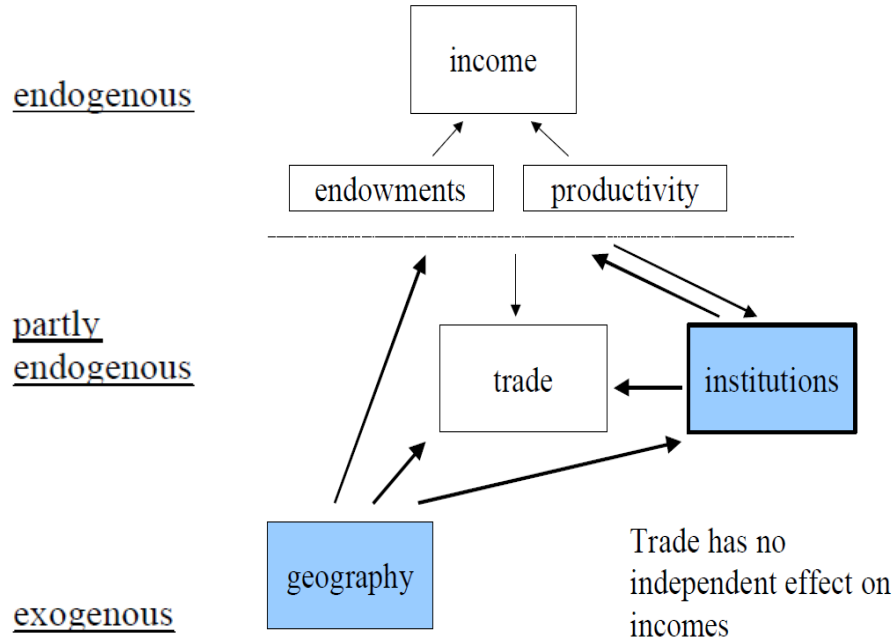 income
endogenous
endowments
productivity
partly
endogenous
trade
institutions
geography
Trade has no
independent effect on
incomes
exogenous